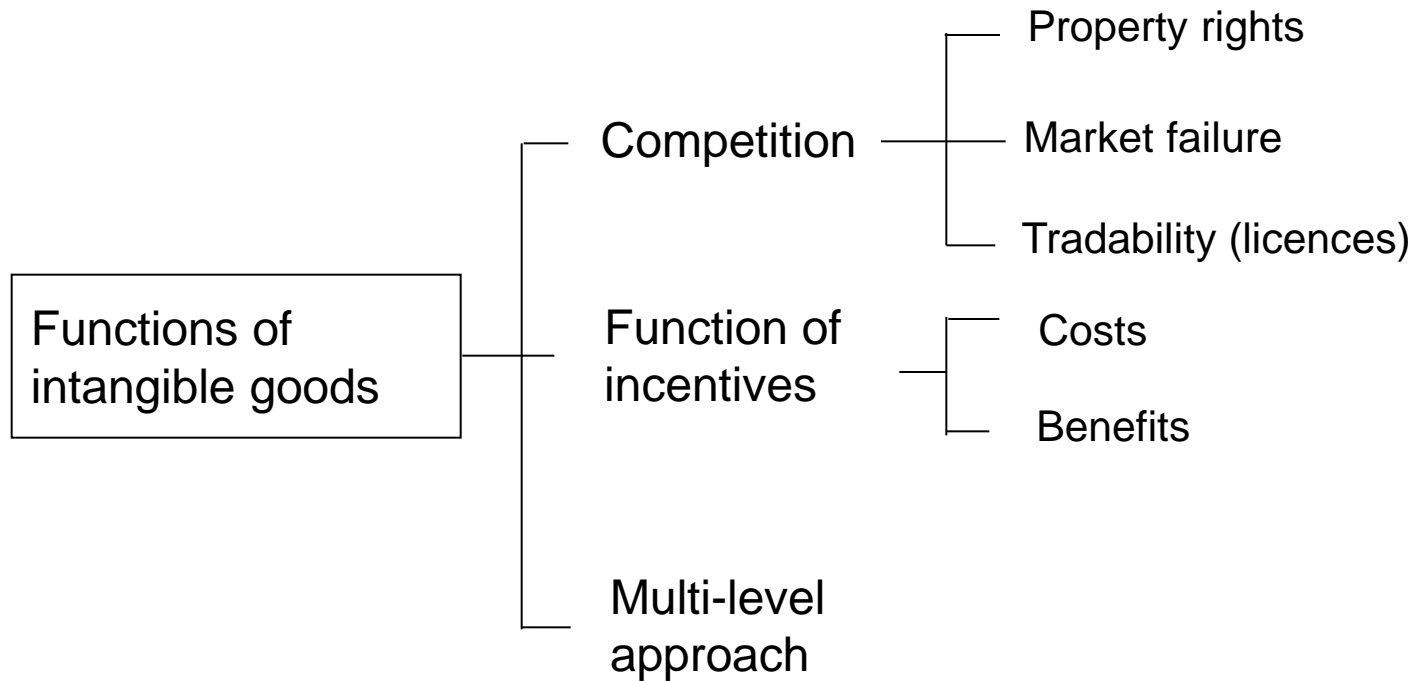 Property rights
Competition
Market failure
Tradability (licences)
Functions of
intangible goods
Function of
incentives
Costs
Benefits
Multi-level
approach